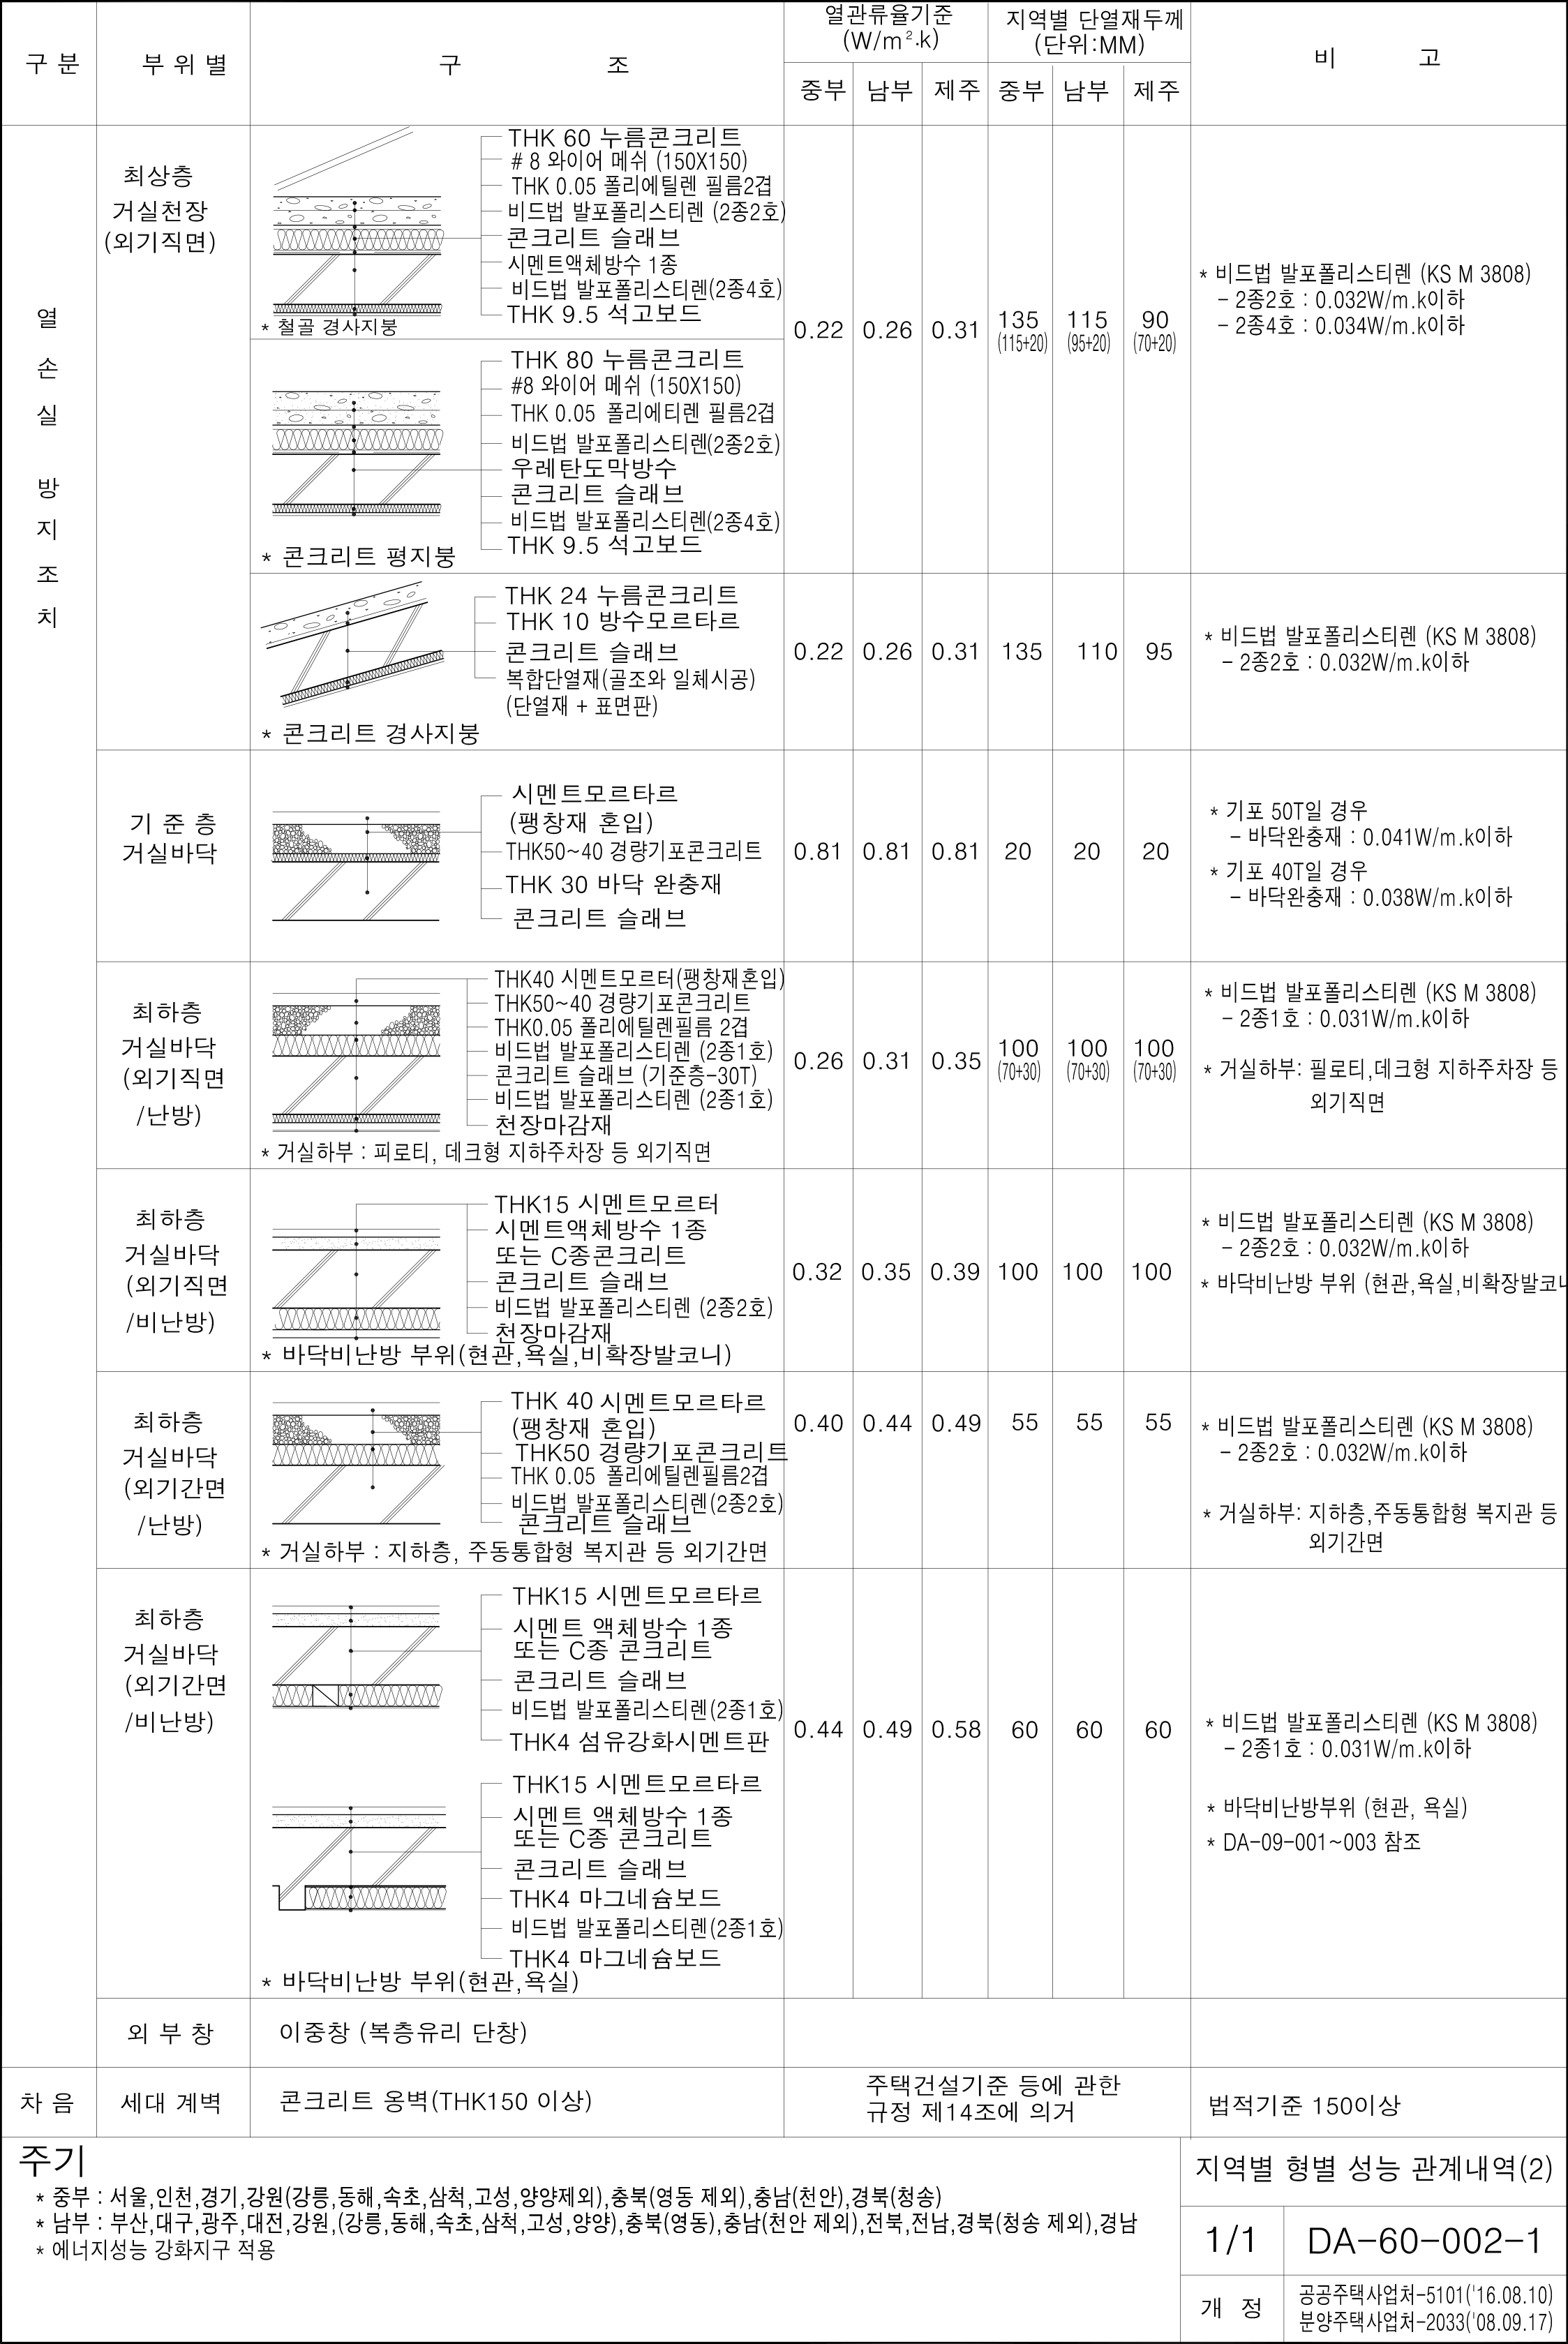 구 분
부 위 별
구 조
열관류율기준
(W/m².k)
지역별 단열재두께
(단위:MM)
비 고
중부 남부 제주 중부 남부 제주
열 손 실 방 지 조 치
최상층
거실천장
(외기직면)
THK 60 누름콘크리트
# 8 와이어 메쉬 (150X150)
THK 0.05 폴리에틸렌 필름2겹
비드법 발포폴리스티렌 (2종2호)
콘크리트 슬래브
시멘트액체방수 1종
비드법 발포폴리스티렌(2종4호)
THK 9.5 석고보드
* 철골 경사지붕
THK 80 누름콘크리트
#8 와이어 메쉬 (150X150)
THK 0.05 폴리에티렌 필름2겹
비드법 발포폴리스티렌(2종2호)
우레탄도막방수
콘크리트 슬래브
비드법 발포폴리스티렌(2종4호)
THK 9.5 석고보드
* 콘크리트 평지붕
0.22 0.26 0.31 135 115 90
(115+20) (95+20) (70+20)
* 비드법 발포폴리스티렌 (KS M 3808)
- 2종2호 : 0.032W/m.k이하
- 2종4호 : 0.034W/m.k이하
THK 24 누름콘크리트
THK 10 방수모르타르
콘크리트 슬래브
복합단열재(골조와 일체시공)
(단열재 + 표면판)
* 콘크리트 경사지붕
0.22 0.26 0.31 135 110 95
* 비드법 발포폴리스티렌 (KS M 3808)
- 2종2호 : 0.032W/m.k이하
기 준 층
거실바닥
시멘트모르타르
(팽창재 혼입)
THK50~40 경량기포콘크리트
THK 30 바닥 완충재
콘크리트 슬래브
0.81 0.81 0.81 20 20 20
* 기포 50T일 경우
- 바닥완충재 : 0.041W/m.k이하
* 기포 40T일 경우
- 바닥완충재 : 0.038W/m.k이하
최하층
거실바닥
(외기직면
/난방)
THK40 시멘트모르터(팽창재혼입)
THK50~40 경량기포콘크리트
THK0.05 폴리에틸렌필름 2겹
비드법 발포폴리스티렌 (2종1호)
콘크리트 슬래브 (기준층-30T)
비드법 발포폴리스티렌 (2종1호)
천장마감재
* 거실하부 : 피로티, 데크형 지하주차장 등 외기직면
0.26 0.31 0.35 100 100 100
(70+30) (70+30) (70+30)
* 비드법 발포폴리스티렌 (KS M 3808)
- 2종1호 : 0.031W/m.k이하
* 거실하부: 필로티,데크형 지하주차장 등
외기직면
최하층
거실바닥
(외기직면
/비난방)
THK15 시멘트모르터
시멘트액체방수 1종
또는 C종콘크리트
콘크리트 슬래브
비드법 발포폴리스티렌 (2종2호)
천장마감재
* 바닥비난방 부위(현관,욕실,비확장발코니)
0.32 0.35 0.39 100 100 100
* 비드법 발포폴리스티렌 (KS M 3808)
- 2종2호 : 0.032W/m.k이하
* 바닥비난방 부위 (현관,욕실,비확장발코니
최하층
거실바닥
(외기간면
/난방)
THK 40 시멘트모르타르
(팽창재 혼입)
THK50 경량기포콘크리트
THK 0.05 폴리에틸렌필름2겹
비드법 발포폴리스티렌(2종2호)
콘크리트 슬래브
* 거실하부 : 지하층, 주동통합형 복지관 등 외기간면
0.40 0.44 0.49 55 55 55
* 비드법 발포폴리스티렌 (KS M 3808)
- 2종2호 : 0.032W/m.k이하
* 거실하부: 지하층,주동통합형 복지관 등
외기간면
최하층
거실바닥
(외기간면
/비난방)
THK15 시멘트모르타르
시멘트 액체방수 1종
또는 C종 콘크리트
콘크리트 슬래브
비드법 발포폴리스티렌(2종1호)
THK4 섬유강화시멘트판
THK15 시멘트모르타르
시멘트 액체방수 1종
또는 C종 콘크리트
콘크리트 슬래브
THK4 마그네슘보드
비드법 발포폴리스티렌(2종1호)
THK4 마그네슘보드
* 바닥비난방 부위(현관,욕실)
0.44 0.49 0.58 60 60 60
* 비드법 발포폴리스티렌 (KS M 3808)
- 2종1호 : 0.031W/m.k이하
* 바닥비난방부위 (현관, 욕실)
* DA-09-001~003 참조
외 부 창
이중창 (복층유리 단창)
차 음
세대 계벽
콘크리트 옹벽(THK150 이상)
주택건설기준 등에 관한
규정 제14조에 의거
법적기준 150이상
주기
* 중부 : 서울,인천,경기,강원(강릉,동해,속초,삼척,고성,양양제외),충북(영동 제외),충남(천안),경북(청송)
* 남부 : 부산,대구,광주,대전,강원,(강릉,동해,속초,삼척,고성,양양),충북(영동),충남(천안 제외),전북,전남,경북(청송 제외),경남
* 에너지성능 강화지구 적용
지역별 형별 성능 관계내역(2)
1/1
DA-60-002-1
개 정
공공주택사업처-5101('16.08.10)
분양주택사업처-2033('08.09.17)